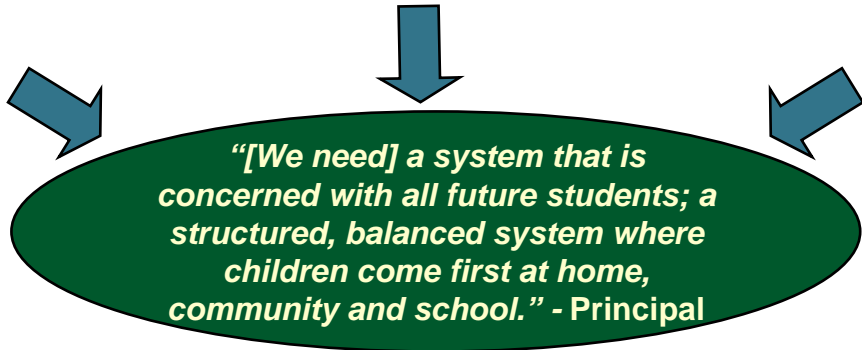 “[We need] a system that is
concerned with all future students; a
structured, balanced system where
children come first at home,
community and school.” - Principal